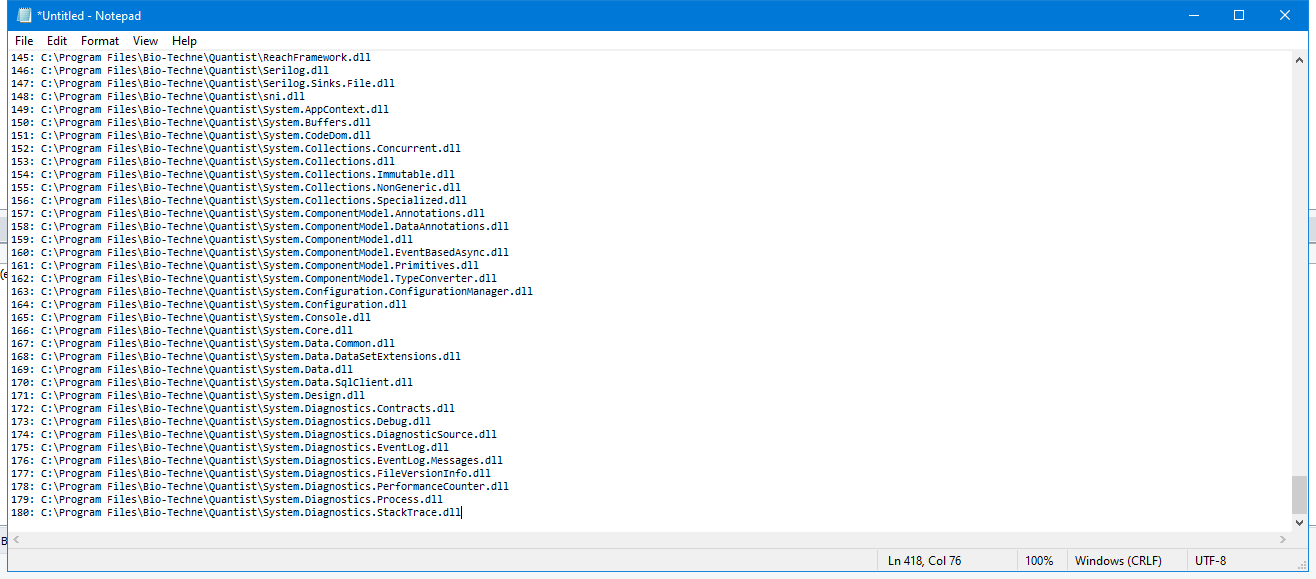 *Untitled - Notepad
File Edit Format View Help
145: C:\Program Files\Bio-Techne\Quantist\ReachFramework.dll
146: C:\Program Files\Bio-Techne\Quantist\Serilog.dll
147: C:\Program Files\Bio-Techne\Quantist\Serilog.Sinks.File.dll
148: C:\Program Files\Bio-Techne\Quantist\sni.dll
149: C:\Program Files\Bio-Techne\Quantist\System.AppContext.dll
150: C:\Program Files\Bio-Techne\Quantist\System.Buffers.dll
151: C:\Program Files\Bio-Techne\Quantist\System.CodeDom.dll
152: C:\Program Files\Bio-Techne\Quantist\System.Collections.Concurrent.dll
153: C:\Program Files\Bio-Techne\Quantist\System.Collections.dll
154: C:\Program Files\Bio-Techne\Quantist\System.Collections.Immutable.dll
155: C:\Program Files\Bio-Techne\Quantist\System.Collections.NonGeneric.dll
156: C:\Program Files\Bio-Techne\Quantist\System.Collections.Specialized.dll
157: C:\Program Files\Bio-Techne\Quantist\System.ComponentModel.Annotations.dll
158: C:\Program Files\Bio-Techne\Quantist\System.ComponentModel.DataAnnotations.dll
159: C:\Program Files\Bio-Techne\Quantist\System.ComponentModel.dll
160: C:\Program Files\Bio-Techne\Quantist\System.ComponentModel.EventBasedAsync.dll
161: C:\Program Files\Bio-Techne\Quantist\System.ComponentModel.Primitives.dll
162: C:\Program Files\Bio-Techne\Quantist\System.ComponentModel.TypeConverter.dll
163: C:\Program Files\Bio-Techne\Quantist\System.Configuration.ConfigurationManager.dll
164: C:\Program Files\Bio-Techne\Quantist\System.Configuration.dll
165: C:\Program Files\Bio-Techne\Quantist\System.Console.dll
166: C:\Program Files\Bio-Techne\Quantist\System.Core.dll
167: C:\Program Files\Bio-Techne\Quantist\System.Data.Common.dll
168: C:\Program Files\Bio-Techne\Quantist\System.Data.DataSetExtensions.dll
169: C:\Program Files\Bio-Techne\Quantist\System.Data.dll
170: C:\Program Files\Bio-Techne\Quantist\System.Data.SqlClient.dll
171: C:\Program Files\Bio-Techne\Quantist\System.Design.dll
172: C:\Program Files\Bio-Techne\Quantist\System.Diagnostics.Contracts.dll
173: C:\Program Files\Bio-Techne\Quantist\System.Diagnostics.Debug.dll
174: C:\Program Files\Bio-Techne\Quantist\System.Diagnostics.DiagnosticSource.dll
175: C:\Program Files\Bio-Techne\Quantist\System.Diagnostics.EventLog.dll
176: C:\Program Files\Bio-Techne\Quantist\System.Diagnostics.EventLog.Messages.dll
177: C:\Program Files\Bio-Techne\Quantist\System.Diagnostics.FileVersionInfo.dll
178: C:\Program Files\Bio-Techne\Quantist\System.Diagnostics.PerformanceCounter.dll
179: C:\Program Files\Bio-Techne\Quantist\System.Diagnostics.Process.dll
180: C:\Program Files\Bio-Techne\Quantist\System.Diagnostics.StackTrace.dll
Ln 418, Col 76 100% Windows (CRLF) UTF-8